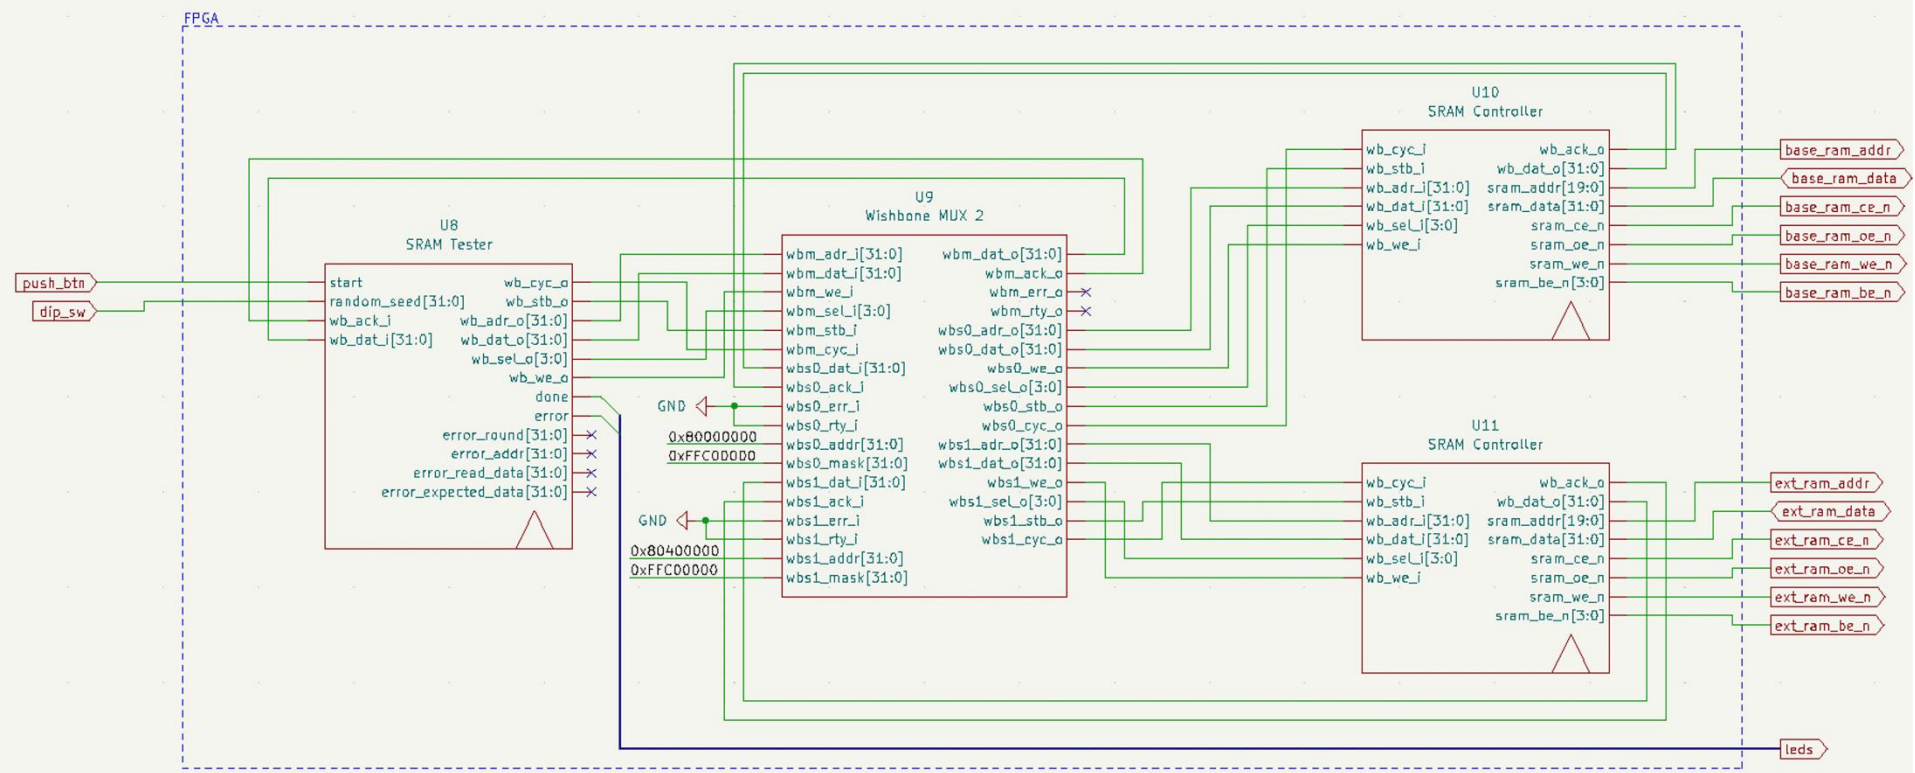 FPGA
push_btn
dip_sw
U8
SRAM Tester
start
random_seed[31:0]
wb_ack_i
wb_dat_i[31:0]
wb_cyc_o
wb_stb_o
wb_adr_o[31:0]
wb_dat_o[31:0]
wb_sel_o[3:0]
wb_we_o
done
error
error_round[31:0]
error_addr[31:0]
error_read_data[31:0]
error_expected_data[31:0]
U9
Wishbone MUX 2
wbm_adr_i[31:0]
wbm_dat_i[31:0]
wbm_we_i
wbm_sel_i[3:0]
wbm_stb_i
wbm_cyc_i
wbs0_dat_i[31:0]
wbs0_ack_i
wbs0_err_i
wbs0_rty_i
wbs0_addr[31:0]
wbs0_mask[31:0]
wbs1_dat_i[31:0]
wbs1_ack_i
wbs1_err_i
wbs1_rty_i
wbs1_addr[31:0]
wbs1_mask[31:0]
GND
0x80000000
0xFFC00000
GND
0x80400000
0xFFC00000
wbm_dat_o[31:0]
wbm_ack_o
wbm_err_o
wbm_rty_o
wbs0_adr_o[31:0]
wbs0_dat_o[31:0]
wbs0_we_o
wbs0_sel_o[3:0]
wbs0_stb_o
wbs0_cyc_o
wbs1_adr_o[31:0]
wbs1_dat_o[31:0]
wbs1_we_o
wbs1_sel_o[3:0]
wbs1_stb_o
wbs1_cyc_o
U10
SRAM Controller
wb_cyc_i
wb_stb_i
wb_adr_i[31:0]
wb_dat_i[31:0]
wb_sel_i[3:0]
wb_we_i
wb_ack_o
wb_dat_o[31:0]
sram_addr[19:0]
sram_data[31:0]
sram_ce_n
sram_oe_n
sram_we_n
sram_be_n[3:0]
base_ram_addr
base_ram_data
base_ram_ce_n
base_ram_oe_n
base_ram_we_n
base_ram_be_n
U11
SRAM Controller
wb_cyc_i
wb_stb_i
wb_adr_i[31:0]
wb_dat_i[31:0]
wb_sel_i[3:0]
wb_we_i
wb_ack_o
wb_dat_o[31:0]
sram_addr[19:0]
sram_data[31:0]
sram_ce_n
sram_oe_n
sram_we_n
sram_be_n[3:0]
ext_ram_addr
ext_ram_data
ext_ram_ce_n
ext_ram_oe_n
ext_ram_we_n
ext_ram_be_n
leds